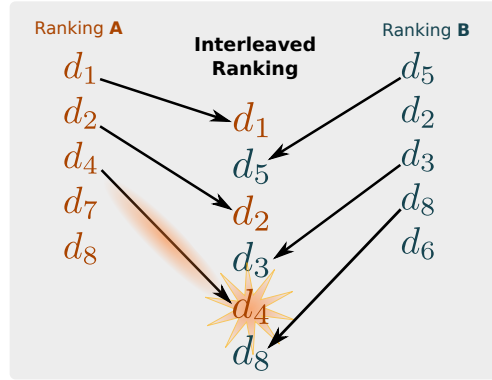 Ranking A
d₁
d₂
d₄
d₇
d₈
Interleaved
Ranking
d₁
d₅
d₂
d₃
d₄
d₈
Ranking B
d₅
d₂
d₃
d₈
d₆